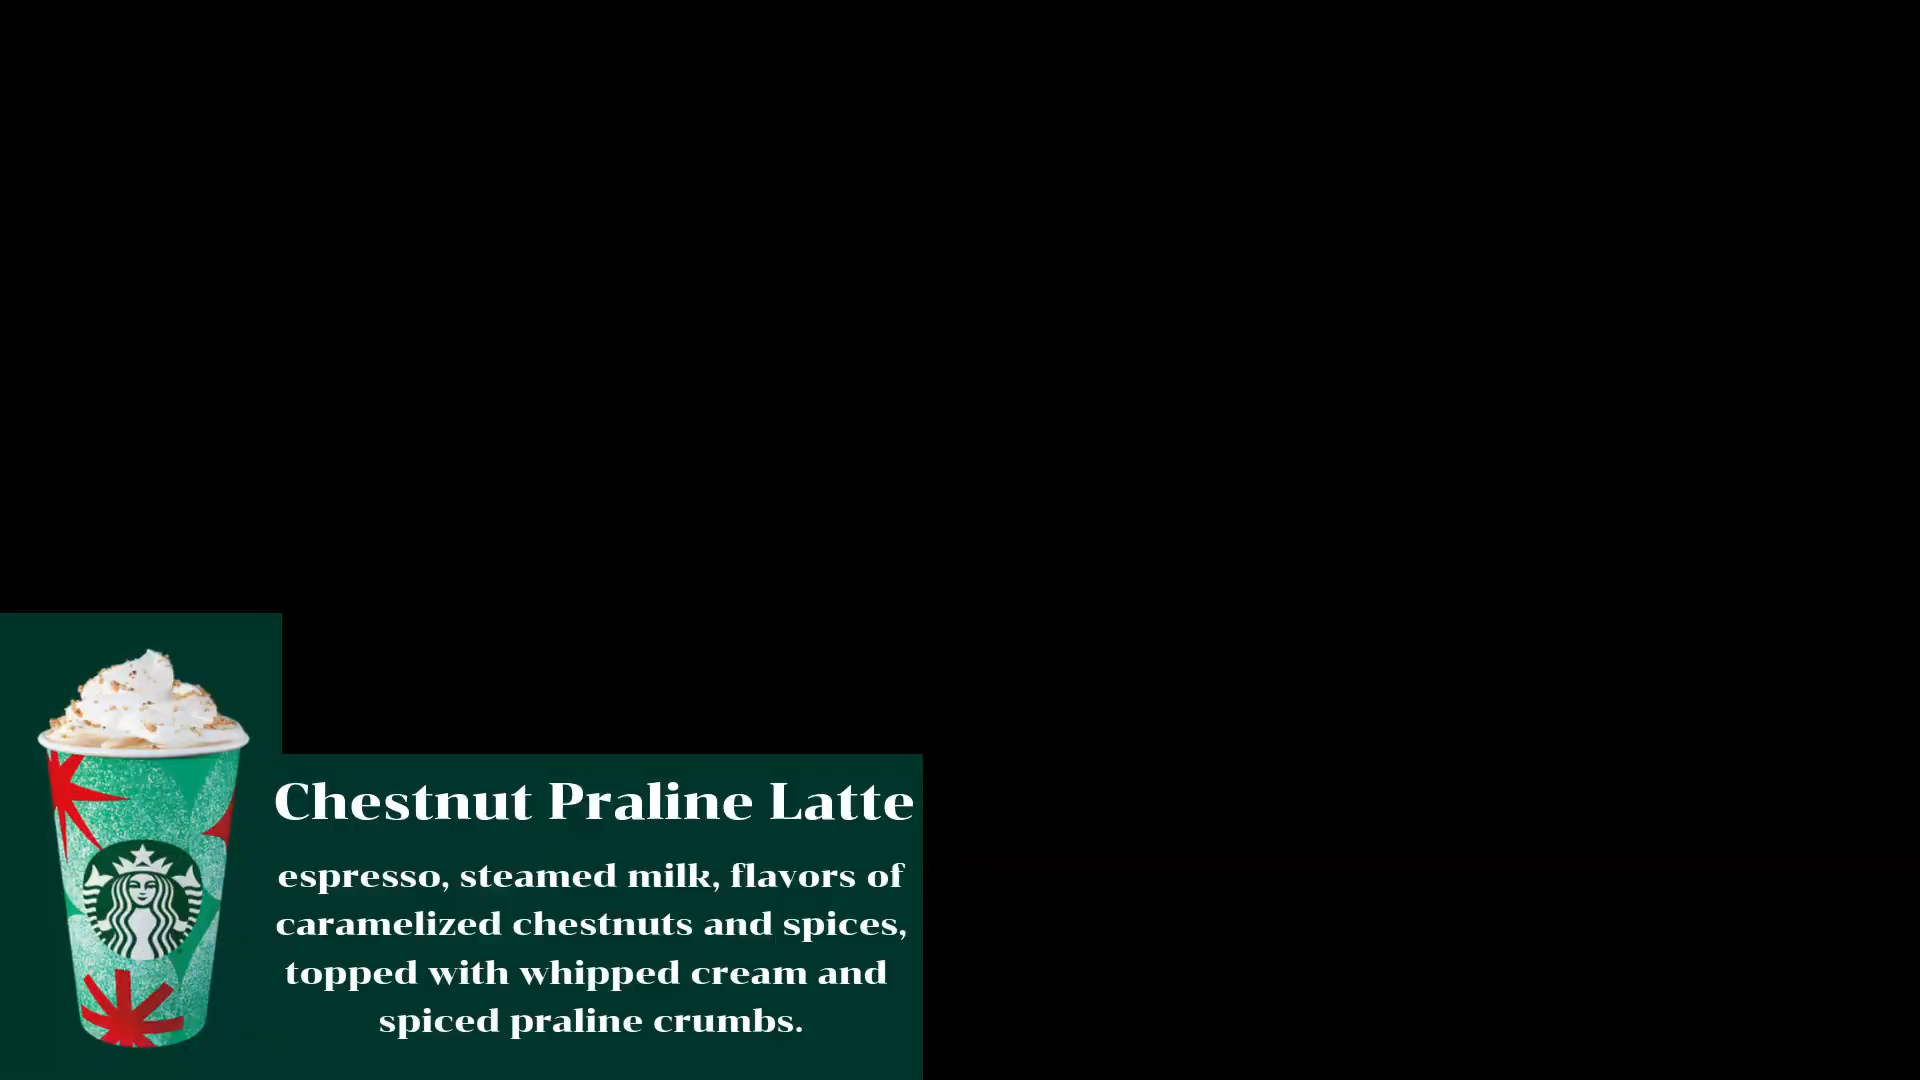 Chestnut Praline Latte
espresso, steamed milk, flavors of
caramelized chestnuts and spices,
topped with whipped cream and
spiced praline crumbs.